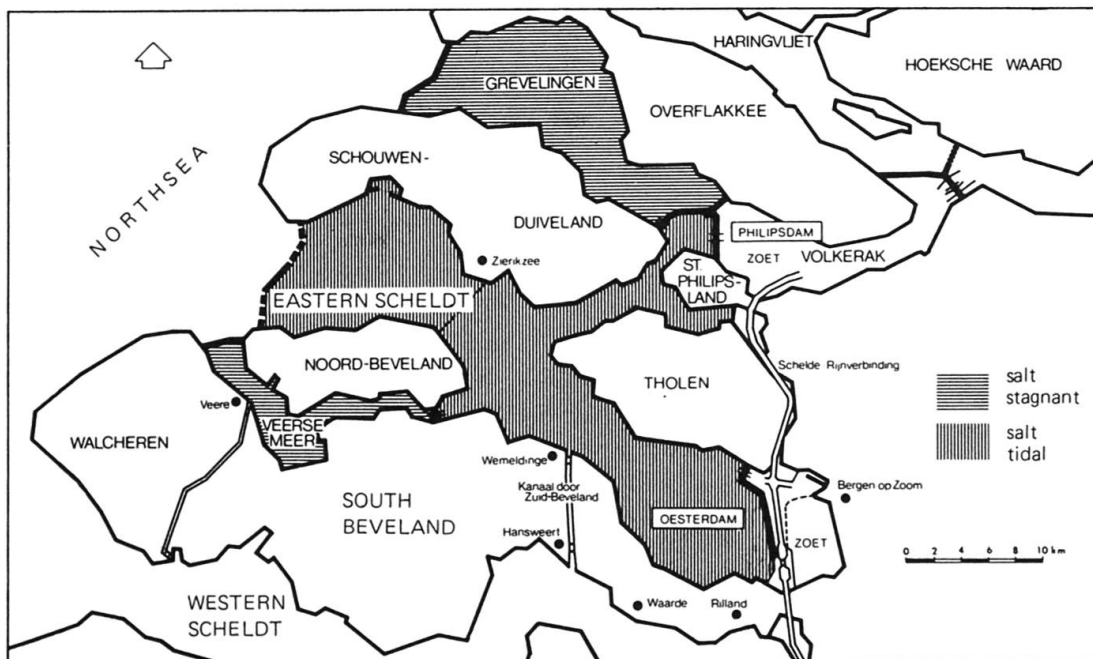 HARINGVLIET
HOEKSCHE WAARD
GREVELINGEN
OVERFLAKKEE
NORTHSEA
SCHOUWEN-
DUIVELAND
PHILIPSDAM
ZOET
VOLKERAK
Zierikzee
ST.
PHILIPS-
LAND
EASTERN SCHELDT
NOORD-BEVELAND
THOLEN
Schelde Rijnverbinding
salt
stagnant
salt
tidal
Veere
WALCHEREN
VEERSE
MEER
Wemeldinge
Kanaal door
Zuid-Beveland
Bergen op Zoom
SOUTH
BEVELAND
OESTERDAM
Hansweert
ZOET
0 2 4 6 8 10 km
WESTERN
SCHELDT
Waarde
Rilland